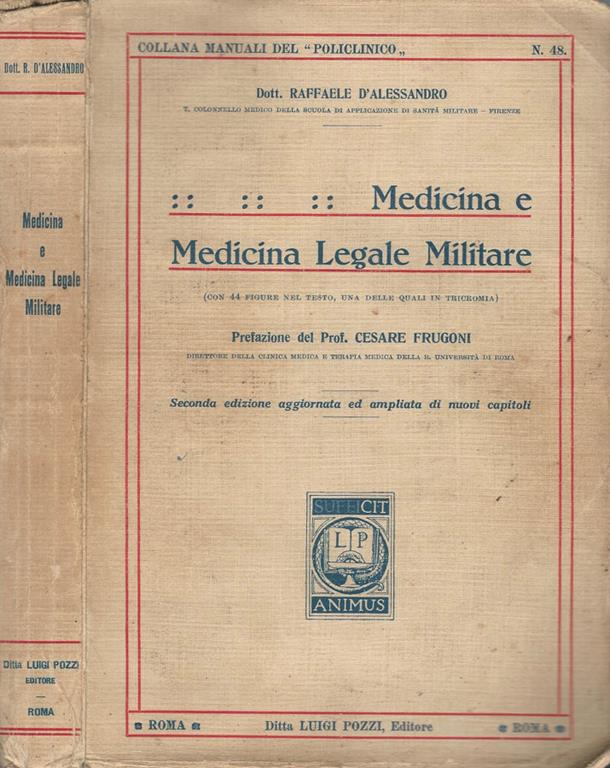 Dott. R. D'ALESSANDRO
Medicina
e
Medicina Legale
Militare
Ditta LUIGI POZZI
EDITORE
ROMA
COLLANA MANUALI DEL "POLICLINICO„ N. 48.
Dott. RAFFAELE D'ALESSANDRO
T. COLONNELLO MEDICO DELLA SCUOLA DI APPLICAZIONE DI SANITÀ MILITARE – FIRENZE
:: :: :: Medicina e
Medicina Legale Militare
(CON 44 FIGURE NEL TESTO, UNA DELLE QUALI IN TRICROMIA)
Prefazione del Prof. CESARE FRUGONI
DIRETTORE DELLA CLINICA MEDICA E TERAPIA MEDICA DELLA R. UNIVERSITÀ DI ROMA
Seconda edizione aggiornata ed ampliata di nuovi capitoli
SUFFICIT
L P
ANIMUS
ROMA Ditta LUIGI POZZI, Editore ROMA